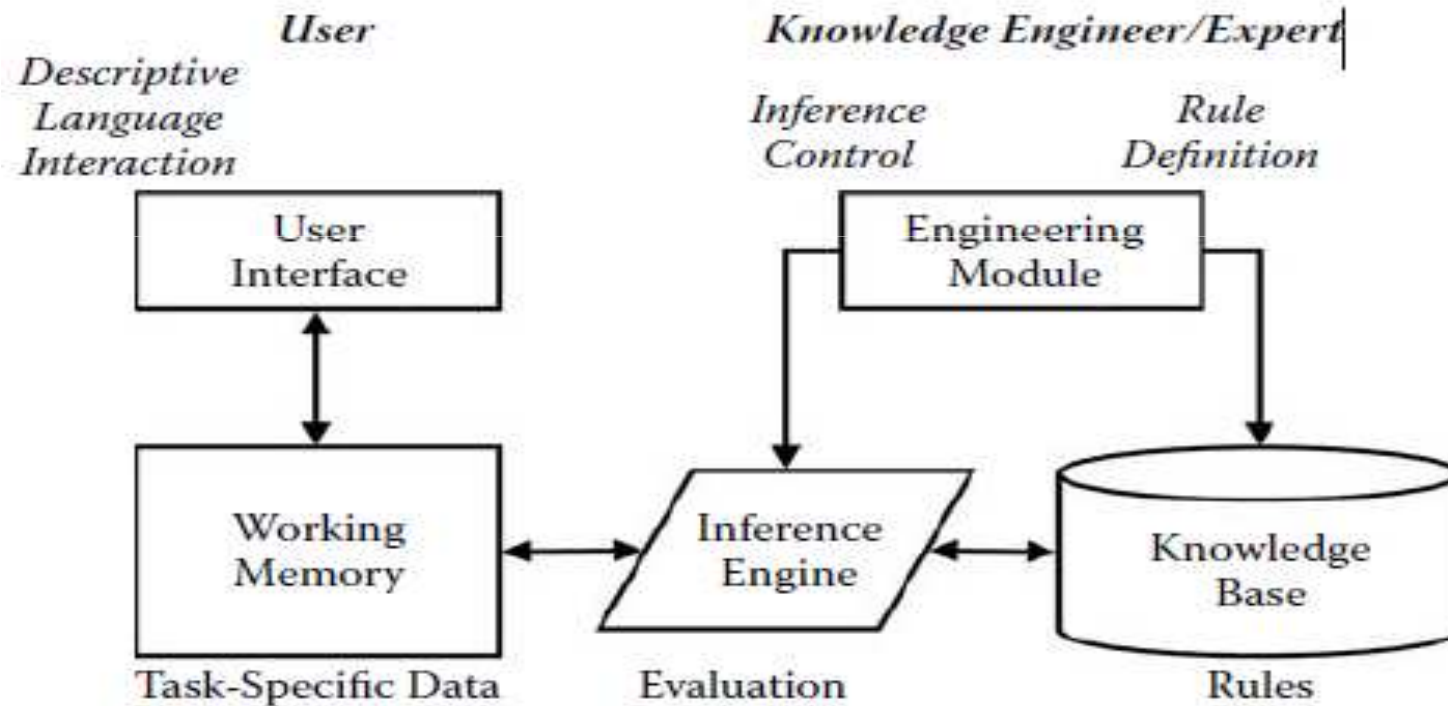 User
Knowledge Engineer/Expert
Descriptive
Language
Interaction
Inference
Control
Rule
Definition
User
Interface
Engineering
Module
Working
Memory
Inference
Engine
Knowledge
Base
Task-Specific Data
Evaluation
Rules